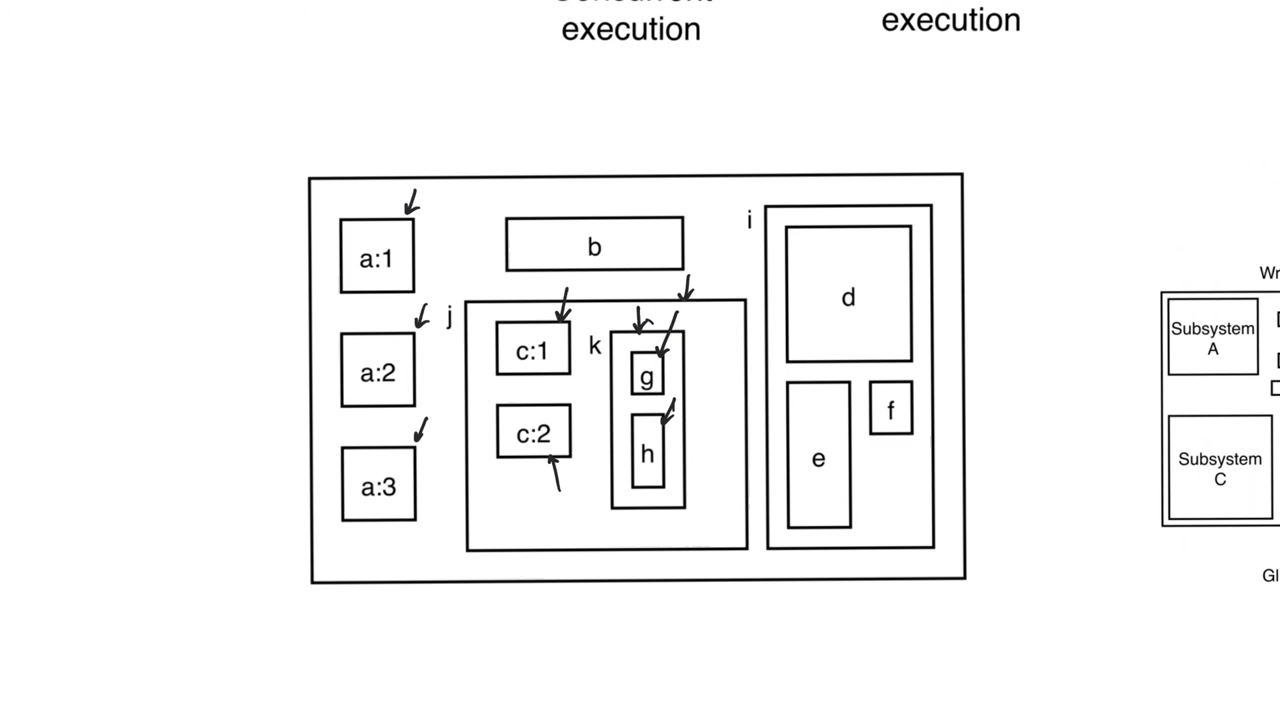 execution
execution
a:1
b
i
d
j
c:1
k
g
a:2
c:2
h
e
f
a:3
Subsystem
A
Subsystem
C